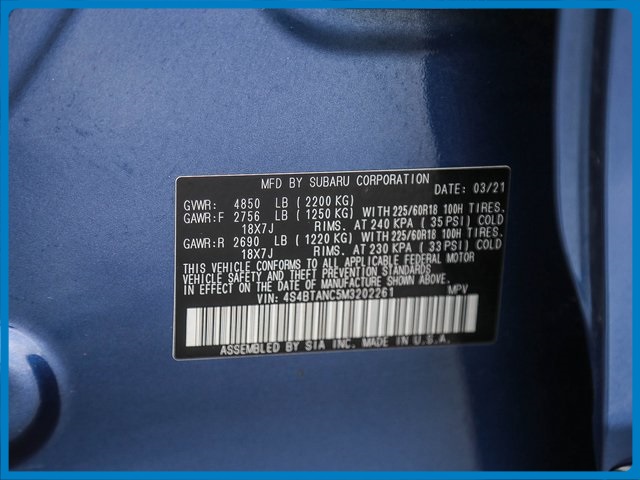 MFD BY SUBARU CORPORATION DATE: 03/21
GVWR: 4850 LB ( 2200 KG)
GAWR:F 2756 LB ( 1250 KG) WITH 225/60R18 100H TIRES.
18X7J RIMS. AT 240 KPA ( 35 PSI) COLD
GAWR:R 2690 LB ( 1220 KG) WITH 225/60R18 100H TIRES.
18X7J RIMS. AT 230 KPA ( 33 PSI) COLD
THIS VEHICLE CONFORMS TO ALL APPLICABLE FEDERAL MOTOR
VEHICLE SAFETY AND THEFT PREVENTION STANDARDS
IN EFFECT ON THE DATE OF MANUFACTURE SHOWN ABOVE.
VIN: 4S4BTANC5M3202261 MPV
ASSEMBLED BY SIA INC. MADE IN U.S.A.